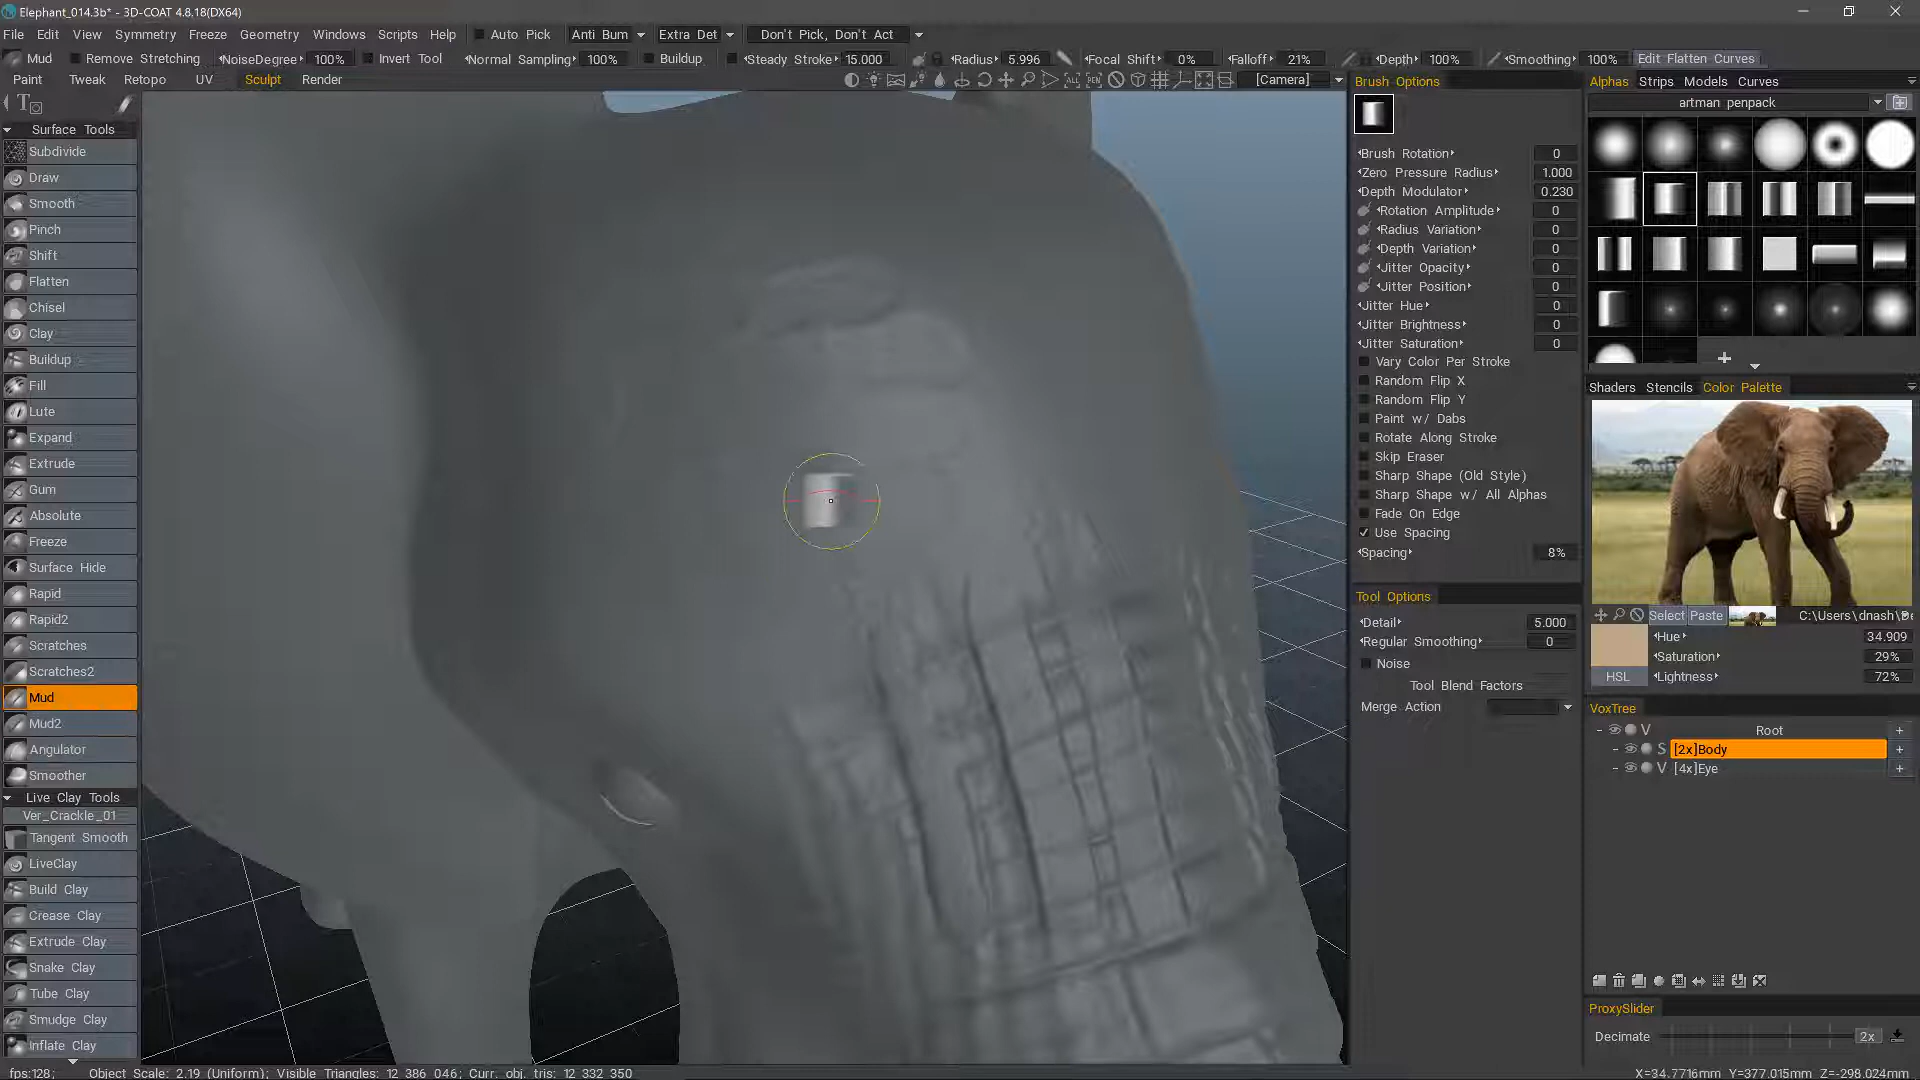 Elephant_014.3b* - 3D-COAT 4.8.18(DX64)
File Edit View Symmetry Freeze Geometry Windows Scripts Help Auto Pick Anti Bum Extra Det Don't Pick, Don't Act
Mud Remove Stretching NoiseDegree 100% Invert Tool Normal Sampling 100% Buildup Steady Stroke 15.000 Radius 5.996 Focal Shift 0% Falloff 21% Depth 100% Smoothing 100% Edit Flatten Curves
Paint Tweak Retopo UV Sculpt Render [Camera]
Surface Tools
Subdivide
Draw
Smooth
Pinch
Shift
Flatten
Chisel
Clay
Buildup
Fill
Lute
Expand
Extrude
Gum
Absolute
Freeze
Surface Hide
Rapid
Rapid2
Scratches
Scratches2
Mud
Mud2
Angulator
Smoother
Live Clay Tools
Ver_Crackle_01
Tangent Smooth
LiveClay
Build Clay
Crease Clay
Extrude Clay
Snake Clay
Tube Clay
Smudge Clay
Inflate Clay
Brush Options
Brush Rotation 0
Zero Pressure Radius 1.000
Depth Modulator 0.230
Rotation Amplitude 0
Radius Variation 0
Depth Variation 0
Jitter Opacity 0
Jitter Position 0
Jitter Hue 0
Jitter Brightness 0
Jitter Saturation 0
Vary Color Per Stroke
Random Flip X
Random Flip Y
Paint w/ Dabs
Rotate Along Stroke
Skip Eraser
Sharp Shape (Old Style)
Sharp Shape w/ All Alphas
Fade On Edge
Use Spacing
Spacing 8%
Tool Options
Detail 5.000
Regular Smoothing 0
Noise
Tool Blend Factors
Merge Action
Alphas Strips Models Curves
artman penpack
Shaders Stencils Color Palette
Select Paste C:\Users\dnash\De
Hue 34.909
Saturation 29%
HSL Lightness 72%
VoxTree
V Root +
S [2x]Body +
V [4x]Eye +
ProxySlider
Decimate 2x
fps:128; Object Scale: 2.19 (Uniform); Visible Triangles: 12 386 046; Curr. obj. tris: 12 332 350 X=34.7716mm Y=377.015mm Z=-298.024mm